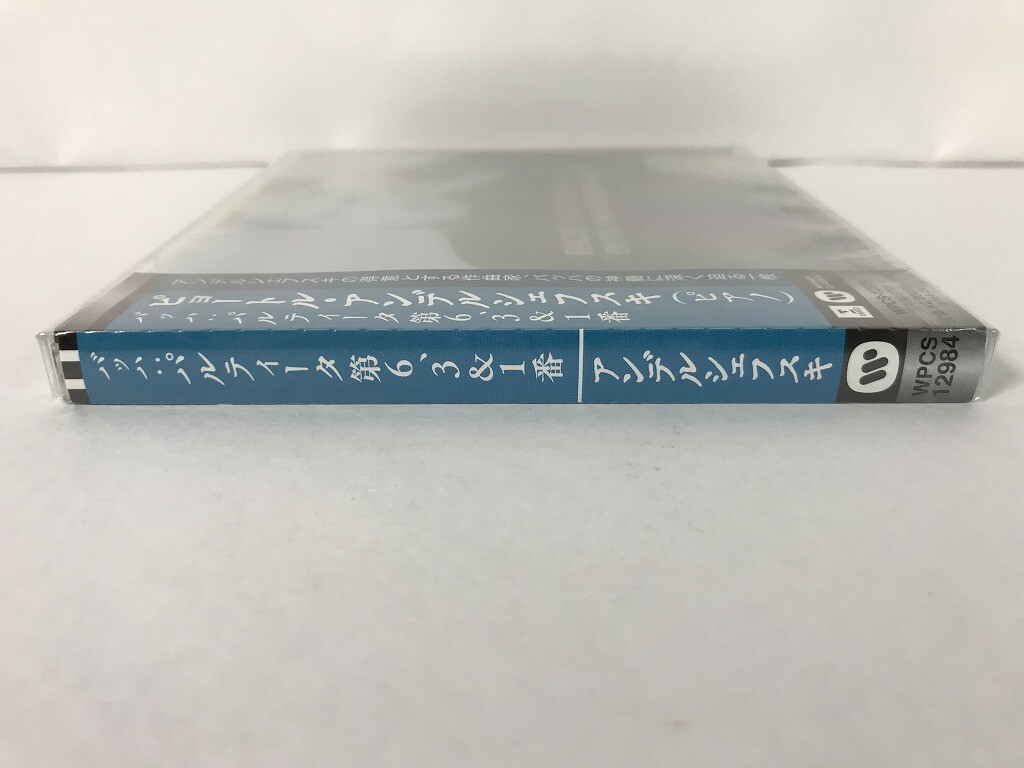 アンデルシェフスキの得意とする作曲家、バッハの神髄に深く迫る一枚
ピョートル・アンデルシェフスキ(ピアノ)
バッハ:パルティータ第6、3&1番
バッハ:パルティータ第6、3&1番
アンデルシェフスキ
WPCS
12984